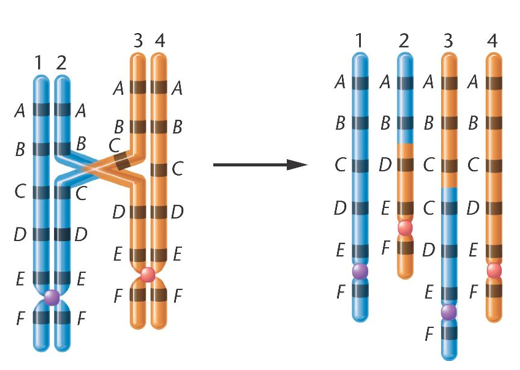 1 2
3 4
A A
B B
C C
D D
E E
F F
A A
B B
C C
D D
E E
F F
1 2 3 4
A A A A
B B B B
C D C C
D E C D
E F D E
F E F
F